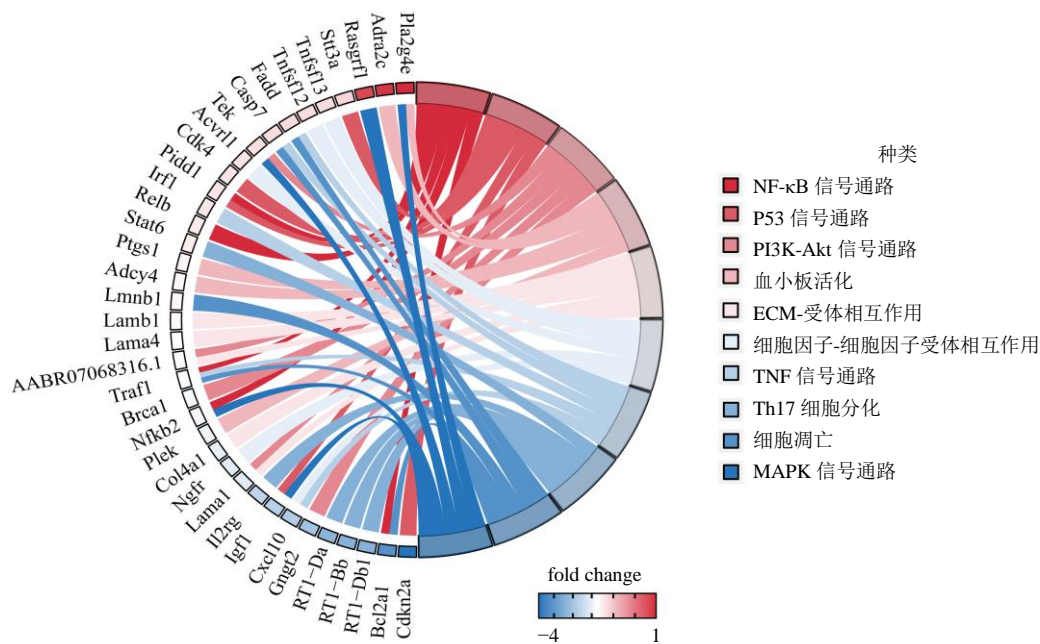 Pla2g4e
Adra2c
Rasgrf1
Stt3a
Tnfsf13
Tnfsf12
Fadd
Casp7
Tek
Acvrl1
Cdk4
Pidd1
Irf1
Relb
Stat6
Ptgs1
Adcy4
Lmnb1
Lamb1
Lama4
AABR07068316.1
Traf1
Brca1
Nfkb2
Plek
Col4a1
Ngfr
Lama1
Il2rg
Igf1
Cxcl10
Gngt2
RT1−Da
RT1−Bb
RT1−Db1
Bcl2a1
Cdkn2a
种类
NF-κB 信号通路
P53 信号通路
PI3K-Akt 信号通路
血小板活化
ECM-受体相互作用
细胞因子-细胞因子受体相互作用
TNF 信号通路
Th17 细胞分化
细胞凋亡
MAPK 信号通路
fold change
−4 1